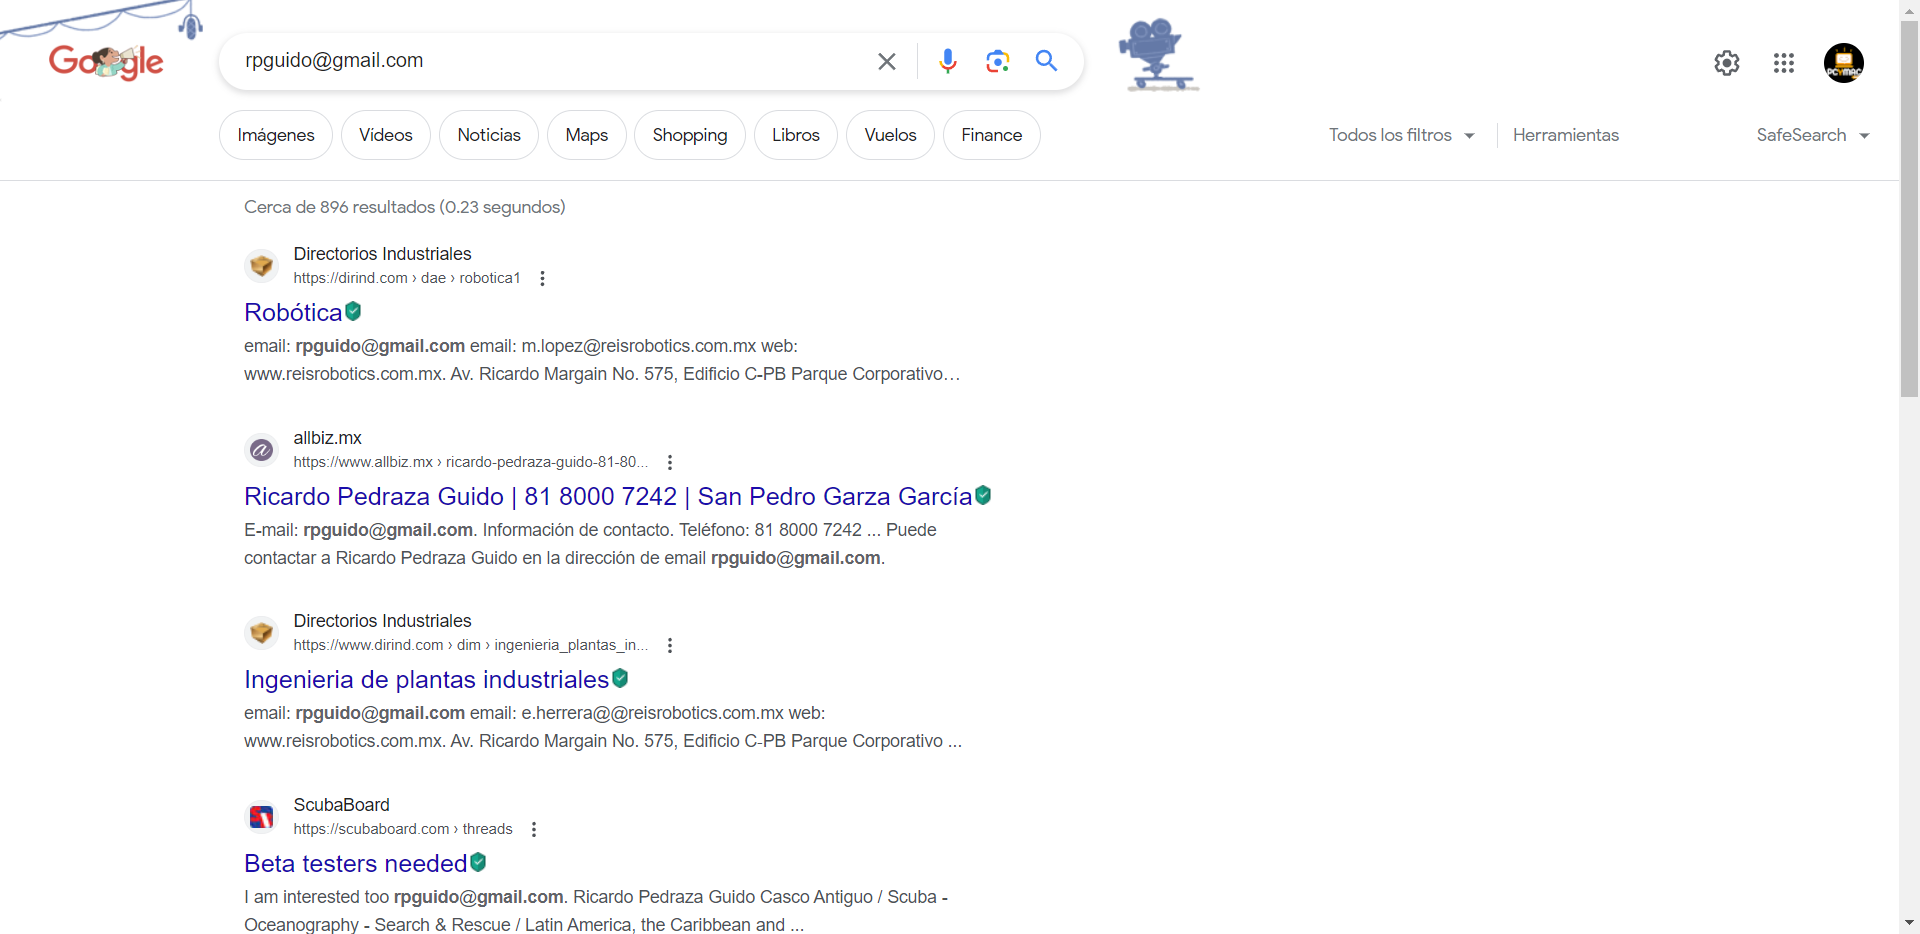 Google
rpguido@gmail.com
Imágenes
Vídeos
Noticias
Maps
Shopping
Libros
Vuelos
Finance
Todos los filtros
Herramientas
SafeSearch
Cerca de 896 resultados (0.23 segundos)
Directorios Industriales
https://dirind.com › dae › robotica1
Robótica
email: rpguido@gmail.com email: m.lopez@reisrobotics.com.mx web:
www.reisrobotics.com.mx. Av. Ricardo Margain No. 575, Edificio C-PB Parque Corporativo…
allbiz.mx
https://www.allbiz.mx › ricardo-pedraza-guido-81-80...
Ricardo Pedraza Guido | 81 8000 7242 | San Pedro Garza García
E-mail: rpguido@gmail.com. Información de contacto. Teléfono: 81 8000 7242 ... Puede
contactar a Ricardo Pedraza Guido en la dirección de email rpguido@gmail.com.
Directorios Industriales
https://www.dirind.com › dim › ingenieria_plantas_in...
Ingenieria de plantas industriales
email: rpguido@gmail.com email: e.herrera@@reisrobotics.com.mx web:
www.reisrobotics.com.mx. Av. Ricardo Margain No. 575, Edificio C-PB Parque Corporativo ...
ScubaBoard
https://scubaboard.com › threads
Beta testers needed
I am interested too rpguido@gmail.com. Ricardo Pedraza Guido Casco Antiguo / Scuba -
Oceanography - Search & Rescue / Latin America, the Caribbean and ...